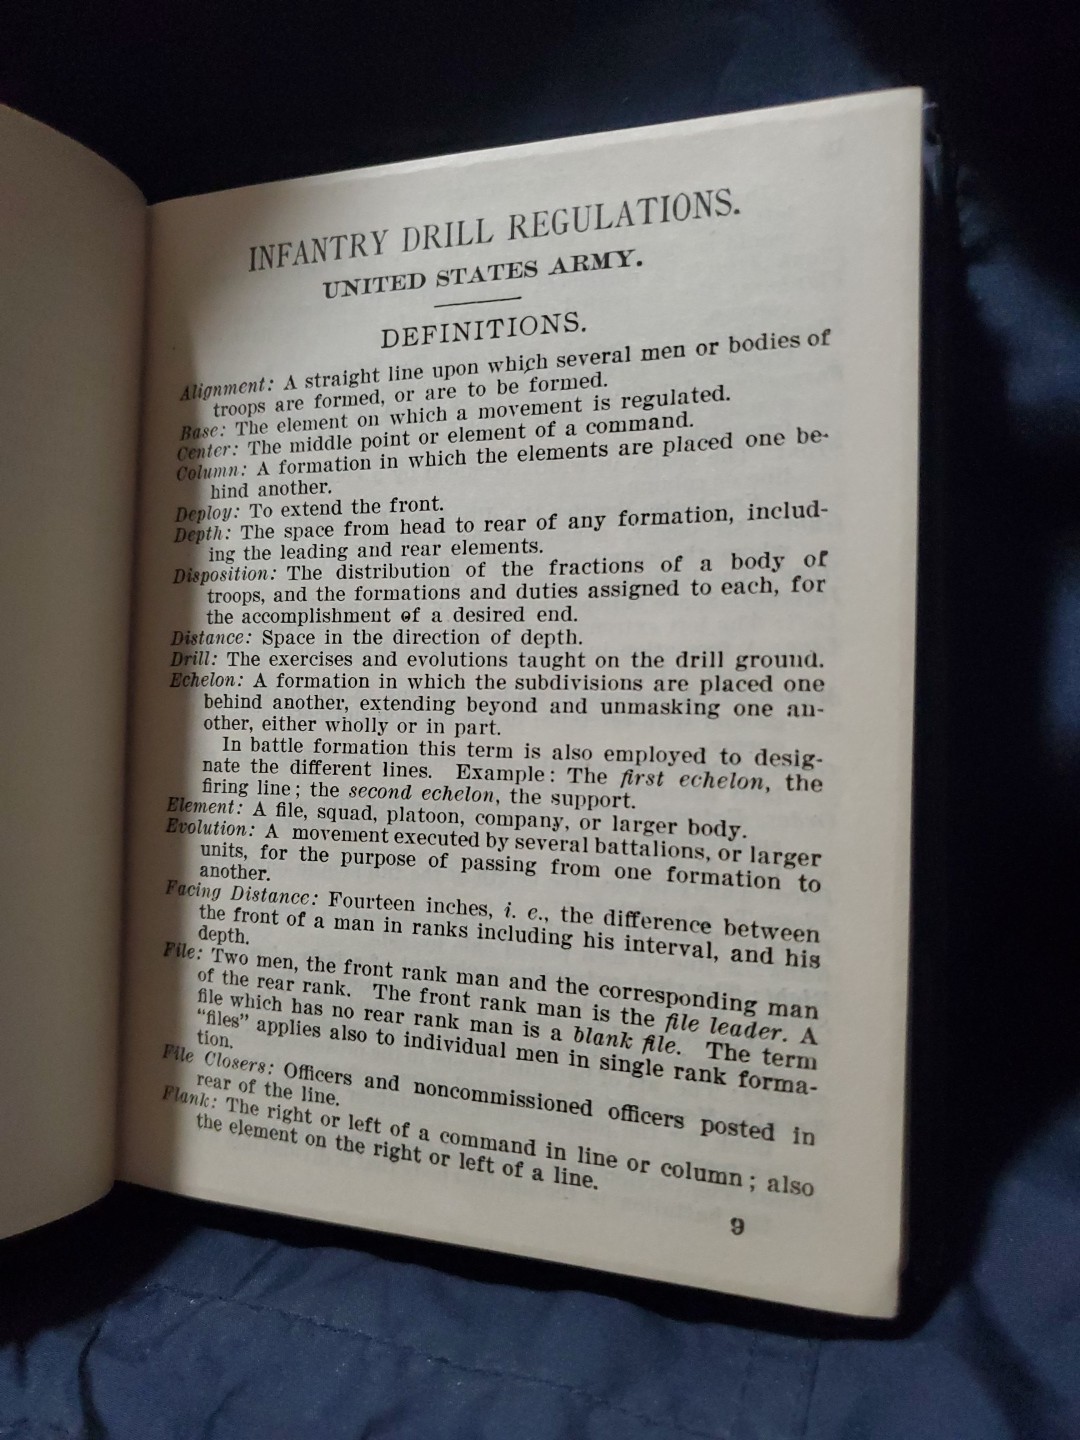 INFANTRY DRILL REGULATIONS.
UNITED STATES ARMY.
DEFINITIONS.
Alignment: A straight line upon which several men or bodies of
troops are formed, or are to be formed.
Base: The element on which a movement is regulated.
Center: The middle point or element of a command.
Column: A formation in which the elements are placed one be-
hind another.
Deploy: To extend the front.
Depth: The space from head to rear of any formation, includ-
ing the leading and rear elements.
Disposition: The distribution of the fractions of a body of
troops, and the formations and duties assigned to each, for
the accomplishment of a desired end.
Distance: Space in the direction of depth.
Drill: The exercises and evolutions taught on the drill ground.
Echelon: A formation in which the subdivisions are placed one
behind another, extending beyond and unmasking one an-
other, either wholly or in part.
In battle formation this term is also employed to desig-
nate the different lines. Example: The first echelon, the
firing line; the second echelon, the support.
Element: A file, squad, platoon, company, or larger body.
Evolution: A movement executed by several battalions, or larger
units, for the purpose of passing from one formation to
another.
Facing Distance: Fourteen inches, i. e., the difference between
the front of a man in ranks including his interval, and his
depth.
File: Two men, the front rank man and the corresponding man
of the rear rank. The front rank man is the file leader. A
file which has no rear rank man is a blank file. The term
"files" applies also to individual men in single rank forma-
tion.
File Closers: Officers and noncommissioned officers posted in
rear of the line.
Flank: The right or left of a command in line or column; also
the element on the right or left of a line.
9